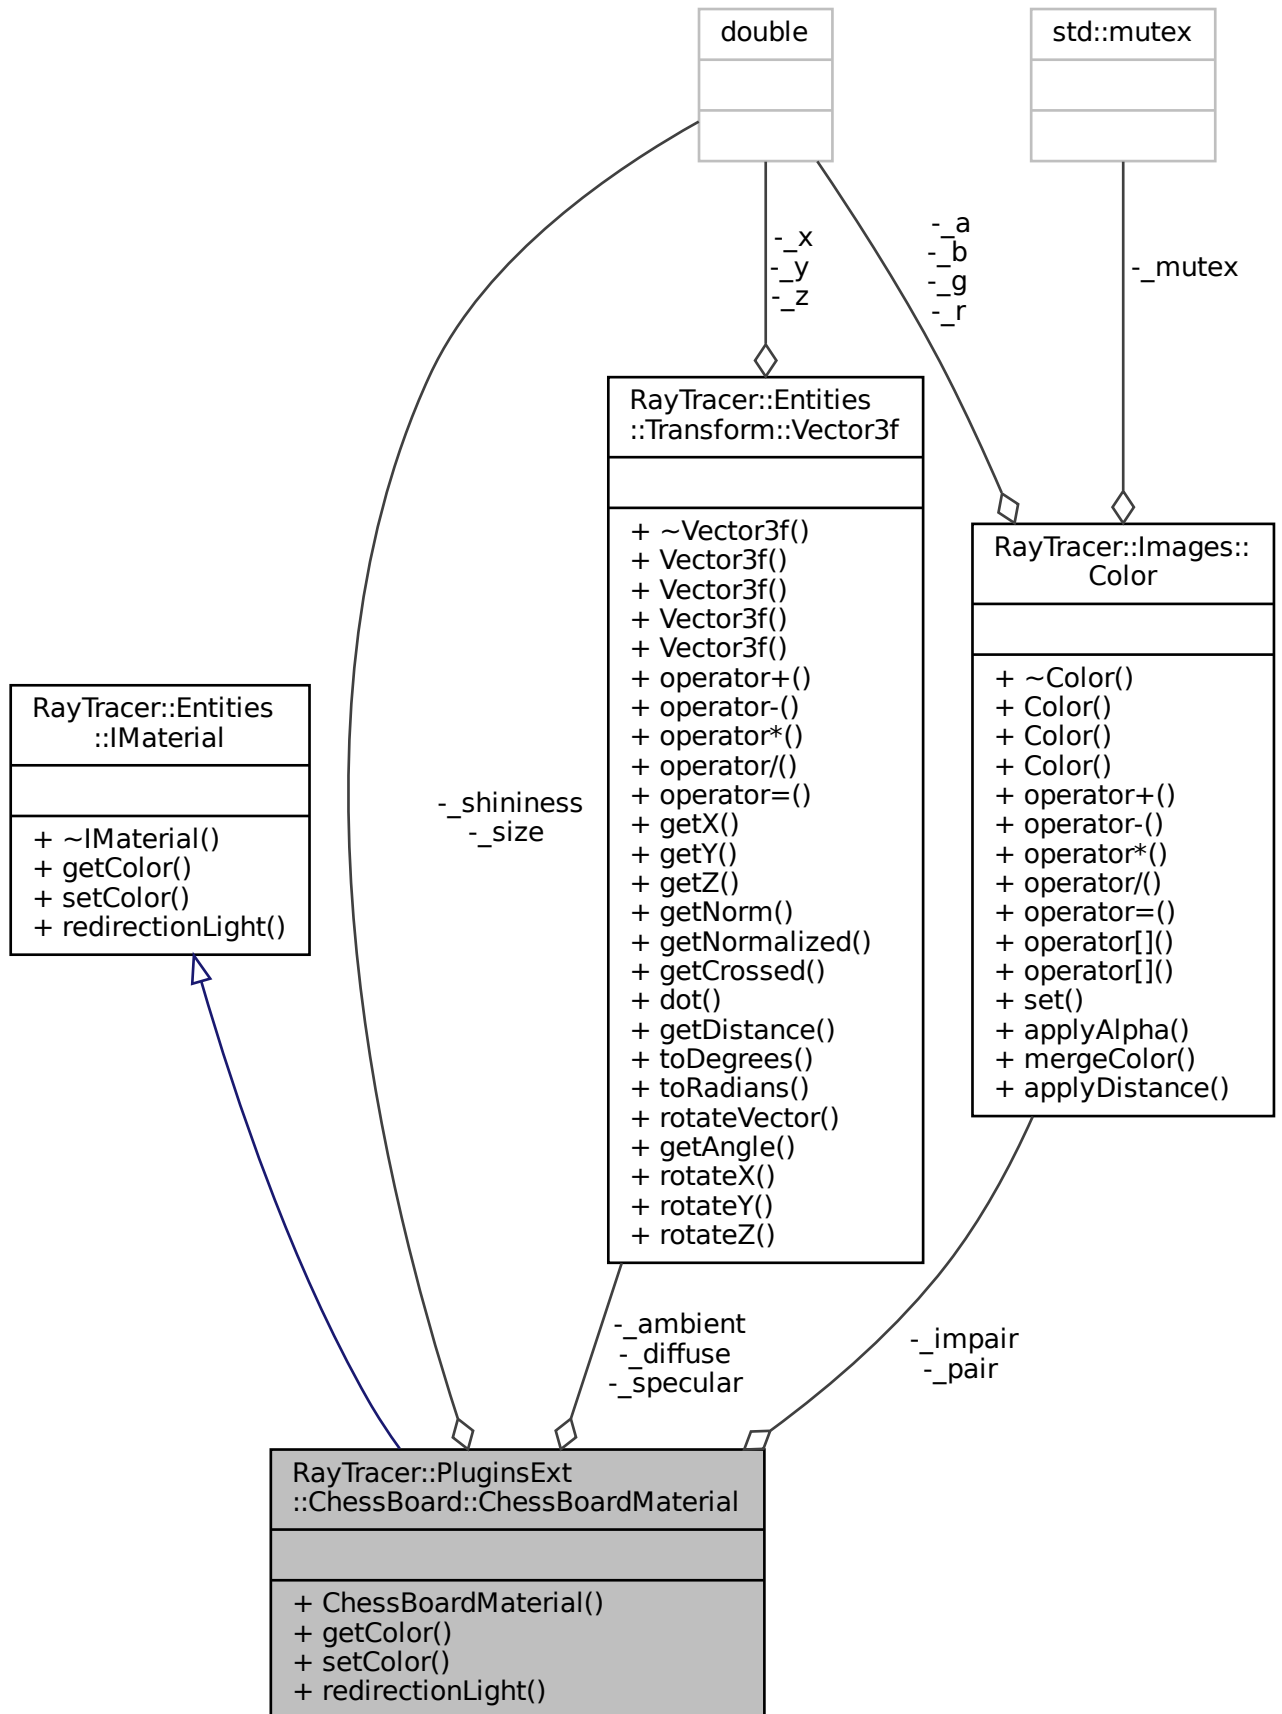 double
std::mutex
-_x
-_y
-_z
-_a
-_b
-_g
-_r
-_mutex
RayTracer::Entities
::Transform::Vector3f
+ ~Vector3f()
+ Vector3f()
+ Vector3f()
+ Vector3f()
+ Vector3f()
+ operator+()
+ operator-()
+ operator*()
+ operator/()
+ operator=()
+ getX()
+ getY()
+ getZ()
+ getNorm()
+ getNormalized()
+ getCrossed()
+ dot()
+ getDistance()
+ toDegrees()
+ toRadians()
+ rotateVector()
+ getAngle()
+ rotateX()
+ rotateY()
+ rotateZ()
RayTracer::Images::
Color
+ ~Color()
+ Color()
+ Color()
+ Color()
+ operator+()
+ operator-()
+ operator*()
+ operator/()
+ operator=()
+ operator[]()
+ operator[]()
+ set()
+ applyAlpha()
+ mergeColor()
+ applyDistance()
RayTracer::Entities
::IMaterial
+ ~IMaterial()
+ getColor()
+ setColor()
+ redirectionLight()
-_shininess
-_size
-_ambient
-_diffuse
-_specular
-_impair
-_pair
RayTracer::PluginsExt
::ChessBoard::ChessBoardMaterial
+ ChessBoardMaterial()
+ getColor()
+ setColor()
+ redirectionLight()